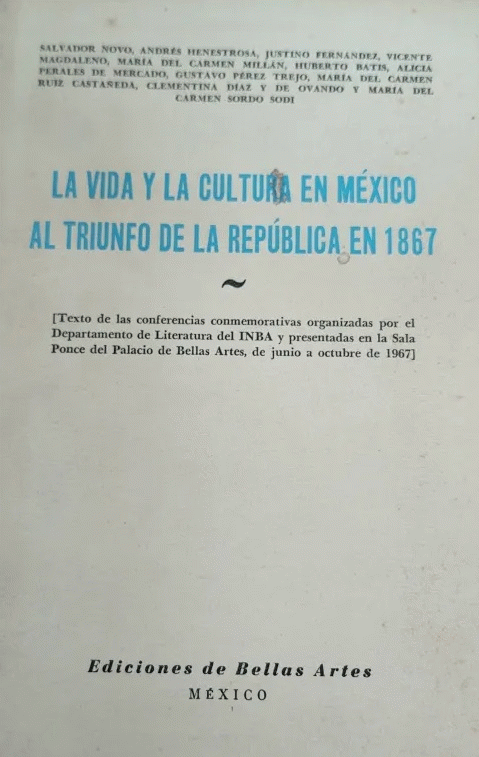 SALVADOR NOVO, ANDRÉS HENESTROSA, JUSTINO FERNÁNDEZ, VICENTE
MAGDALENO, MARÍA DEL CARMEN MILLÁN, HUBERTO BATIS, ALICIA
PERALES DE MERCADO, GUSTAVO PÉREZ TREJO, MARÍA DEL CARMEN
RUIZ CASTAÑEDA, CLEMENTINA DÍAZ Y DE OVANDO Y MARÍA DEL
CARMEN SORDO SODI
LA VIDA Y LA CULTURA EN MÉXICO
AL TRIUNFO DE LA REPÚBLICA EN 1867
[Texto de las conferencias conmemorativas organizadas por el
Departamento de Literatura del INBA y presentadas en la Sala
Ponce del Palacio de Bellas Artes, de junio a octubre de 1967]
Ediciones de Bellas Artes
MÉXICO